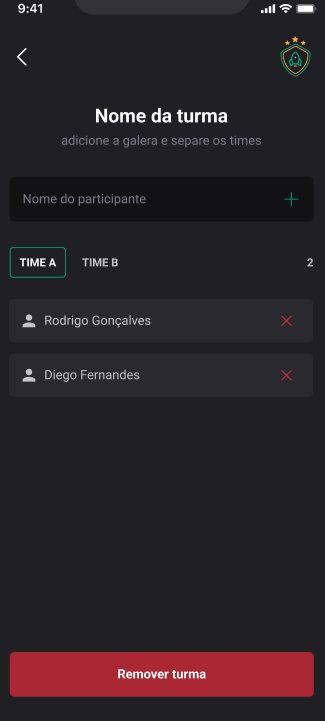 9:41
Nome da turma
adicione a galera e separe os times
Nome do participante
TIME A TIME B 2
Rodrigo Gonçalves
Diego Fernandes
Remover turma